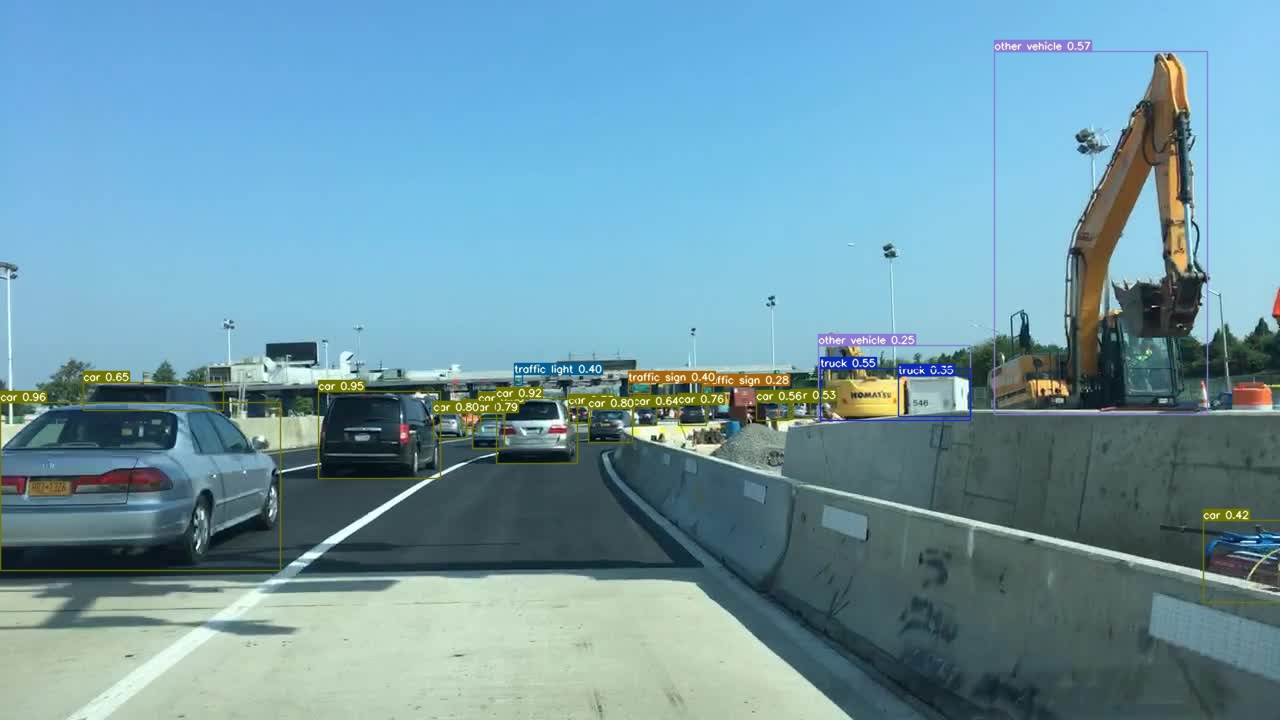 other vehicle 0.57
other vehicle 0.25
truck 0.55
truck 0.35
traffic light 0.40
traffic sign 0.40
fic sign 0.28
car 0.65
car 0.96
car 0.95
car 0.80
car 0.92
0.79
car 0.80
0.64
car 0.76
car 0.56
0.53
car 0.42
KOMATSU
546